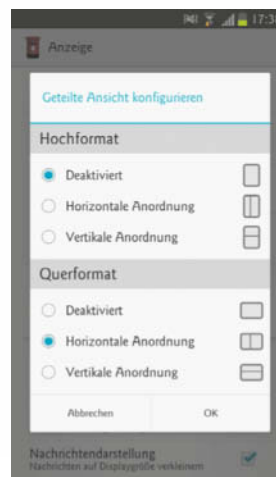 17:3
Anzeige
Geteilte Ansicht konfigurieren
Hochformat
Deaktiviert
Horizontale Anordnung
Vertikale Anordnung
Querformat
Deaktiviert
Horizontale Anordnung
Vertikale Anordnung
Abbrechen OK
Nachrichtendarstellung
Nachrichten auf Displaygröße verkleinern